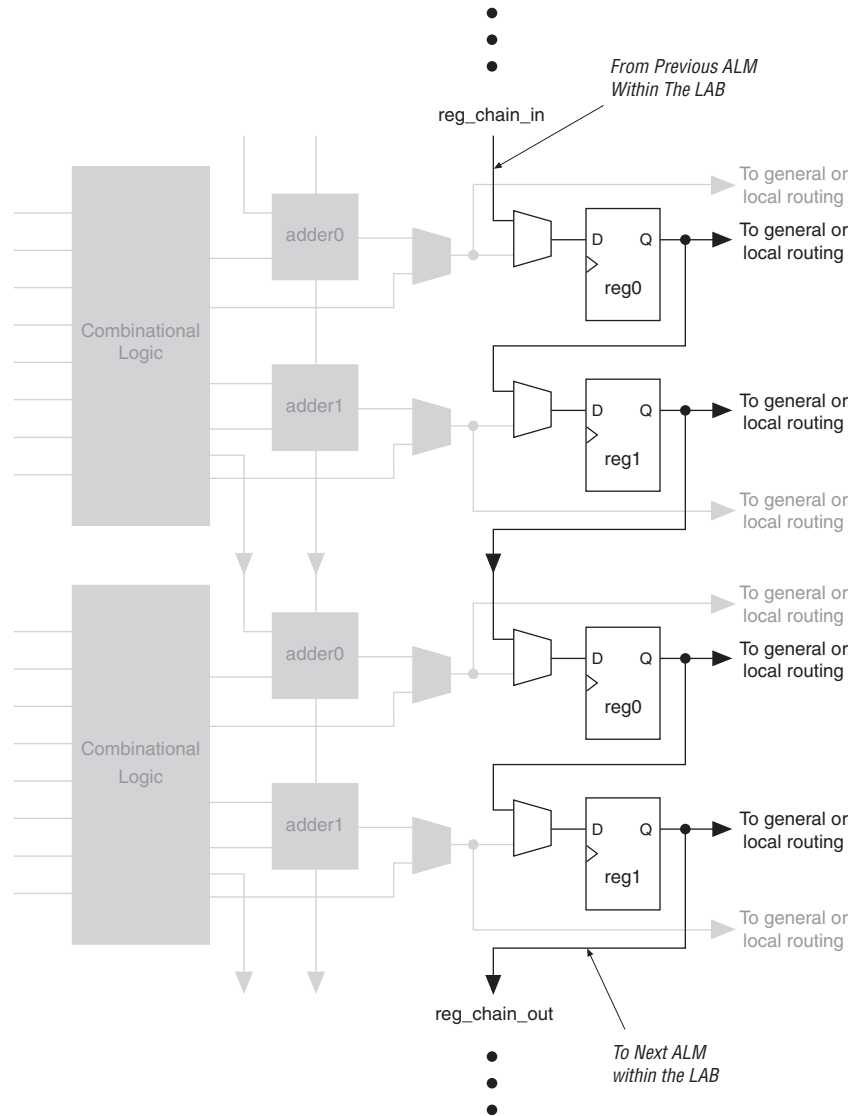 From Previous ALM
Within The LAB
reg_chain_in
To general or
local routing
adder0
D Q
To general or
local routing
reg0
Combinational
Logic
adder1
D Q
To general or
local routing
reg1
To general or
local routing
To general or
local routing
adder0
D Q
To general or
local routing
reg0
Combinational
Logic
adder1
D Q
To general or
local routing
reg1
To general or
local routing
reg_chain_out
To Next ALM
within the LAB